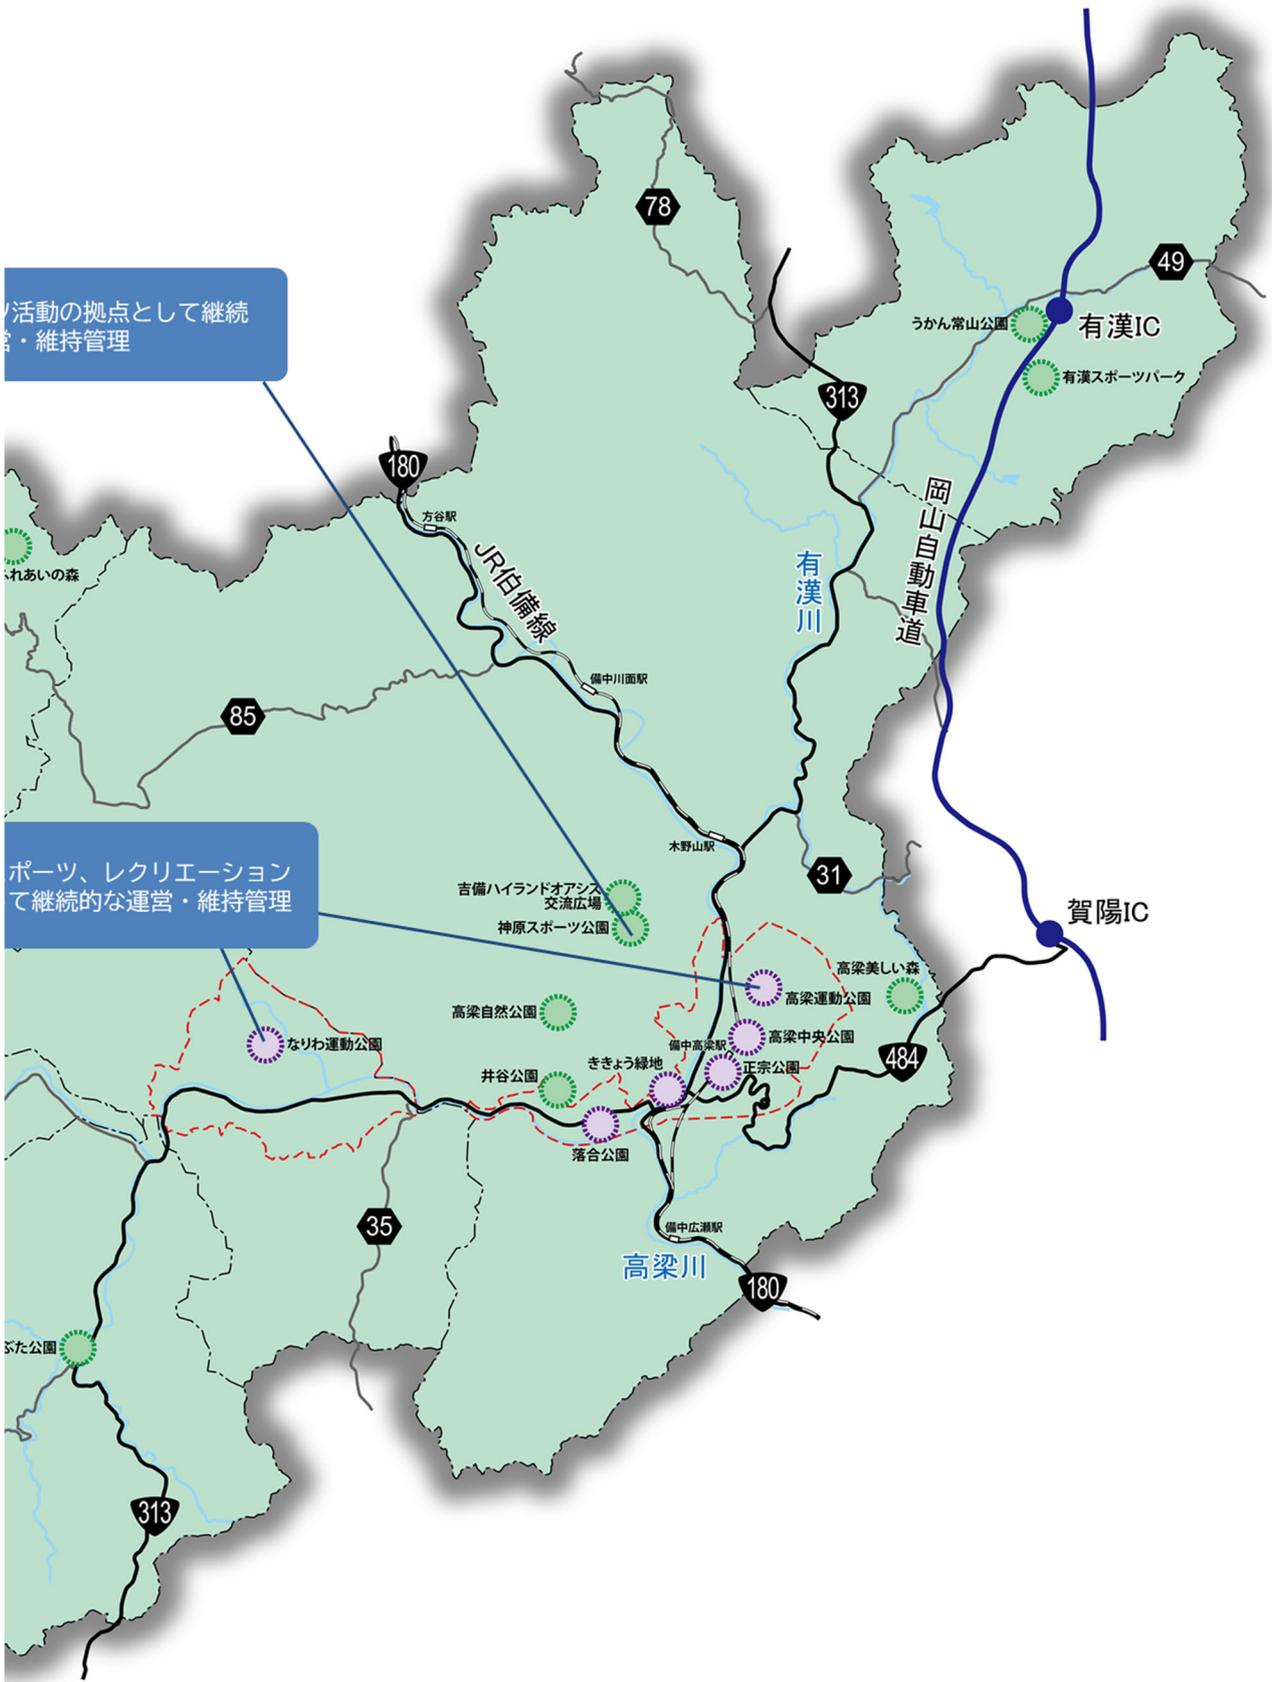 78
49
うかん常山公園
有漢IC
有漢スポーツパーク
活動の拠点として継続
・維持管理
313
180
方谷駅
JR伯備線
岡山自動車道
有漢川
れあいの森
備中川面駅
85
木野山駅
31
ポーツ、レクリエーション
て継続的な運営・維持管理
吉備ハイランドオアシス
交流広場
神原スポーツ公園
賀陽IC
高梁美しい森
高梁運動公園
高梁自然公園
高梁中央公園
備中高梁駅
なりわ運動公園
ききょう緑地
正宗公園
484
井谷公園
落合公園
35
備中広瀬駅
高梁川
180
ぶた公園
313